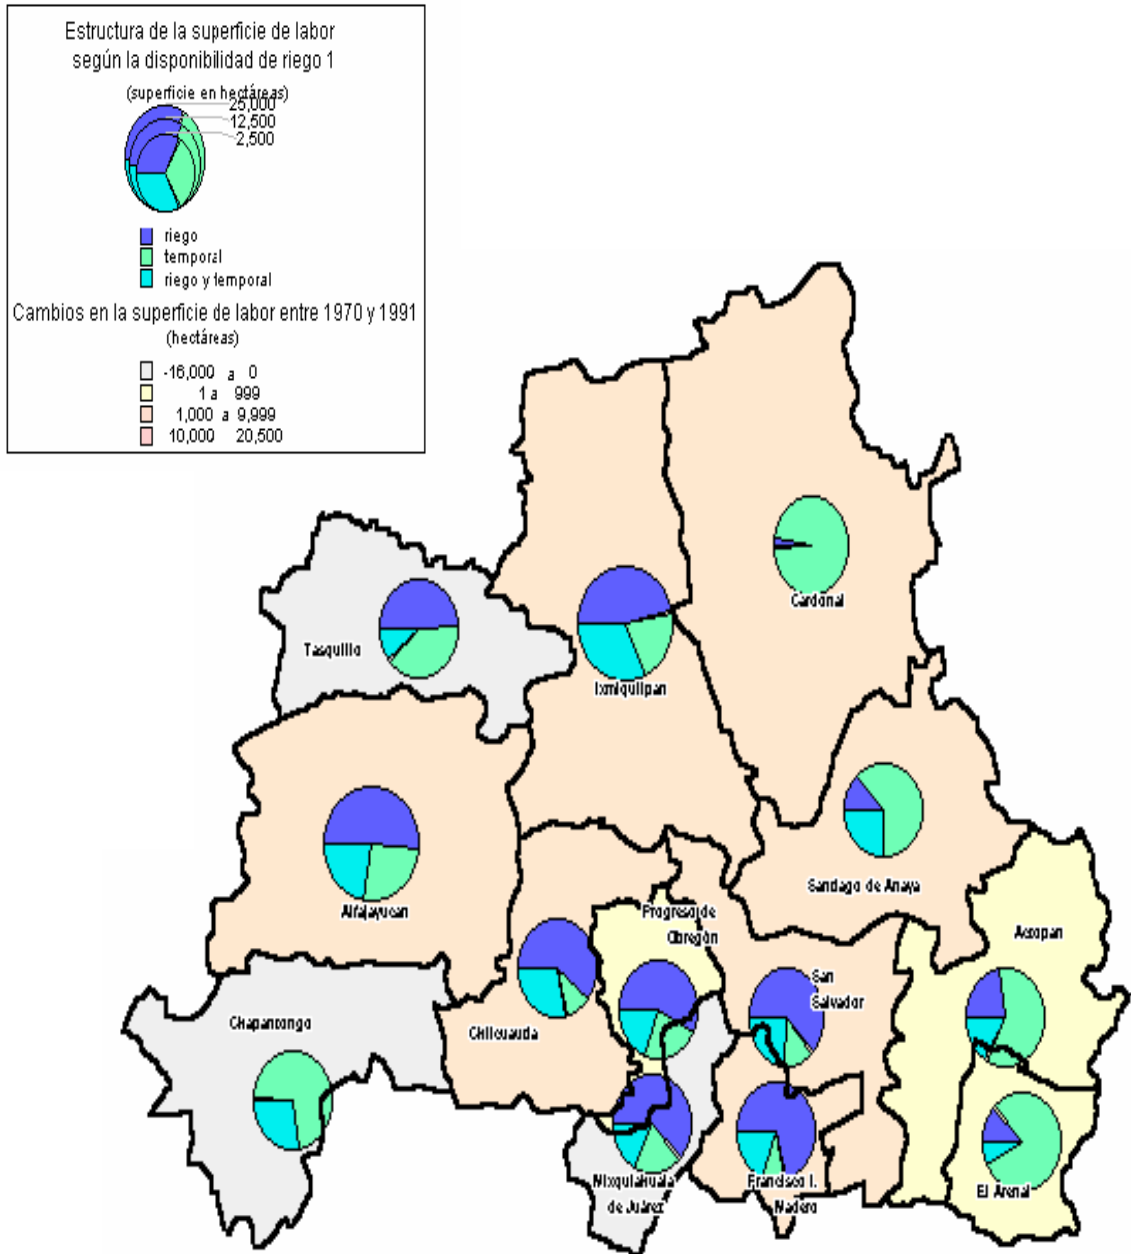 Estructura de la superficie de labor
según la disponibilidad de riego 1
(superficie en hectáreas)
25,000
12,500
2,500
riego
temporal
riego y temporal
Cambios en la superficie de labor entre 1970 y 1991
(hectáreas)
-16,000 a 0
1 a 999
1,000 a 9,999
10,000 20,500
Cardonal
Tasquillo
Ixmiquilpan
Santiago de Anaya
Alfajayucan
Progreso de
Obregón
Actopan
San
Salvador
Chilcuautla
Chapantongo
Mixquiahuala
de Juárez
Francisco I.
Madero
El Arenal